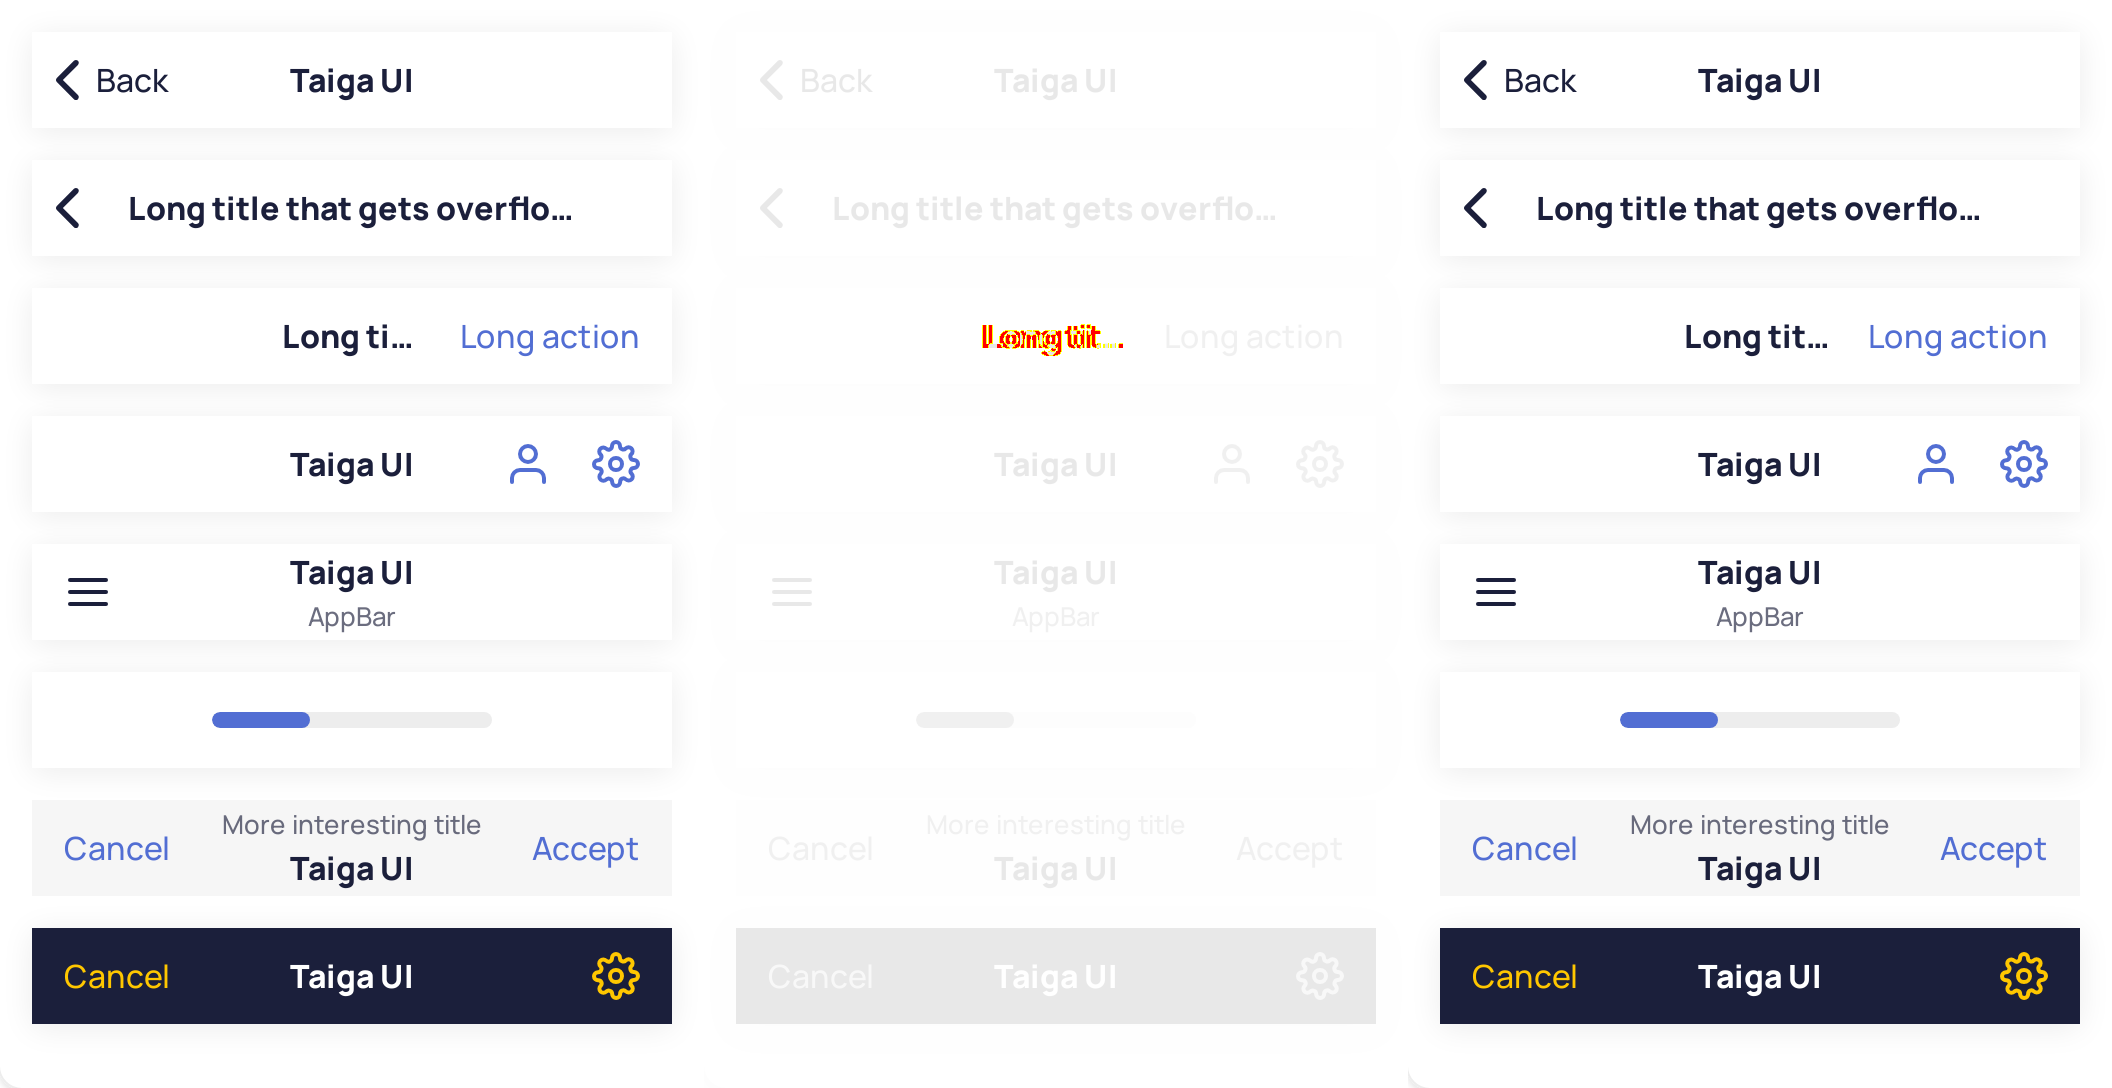 Back Taiga UI
Long title that gets overflo...
Long ti... Long action
Taiga UI
Taiga UI
AppBar
More interesting title
Cancel Accept
Taiga UI
Cancel Taiga UI
Back Taiga UI
Long title that gets overflo...
Long action
Taiga UI
Taiga UI
AppBar
More interesting title
Cancel Accept
Taiga UI
Cancel Taiga UI
Back Taiga UI
Long title that gets overflo...
Long tit... Long action
Taiga UI
Taiga UI
AppBar
More interesting title
Cancel Accept
Taiga UI
Cancel Taiga UI